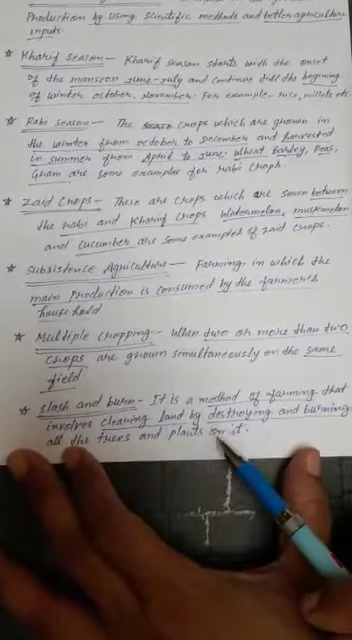 Production by using scientific methods and better agriculture
inputs
★ Kharif season - Kharif season starts with the onset
of the mansoon june-july and continue till the begining
of winter october, November. For example - rice, millets etc
★ Rabi season - The crops which are grown in
the winter from october to December and farvested
in summer from April to june. Wheat Barley, Peas,
Gram are some examples for rabi crops.
★ Zaid Crops - These are crops which are sown between
the rabi and Kharif crops Watermelon, muskmelon
and cucumber are some examples of zaid crops.
★ Subsistence Agriculture - Farming in which the
main production is consumed by the farmer's
household
★ Multiple cropping - When two or more than two
crops are grown simultaneously on the same
field
★ Slash and burn - It is a method of farming that
involves clearing land by destroying and burning
all the trees and plants on it.